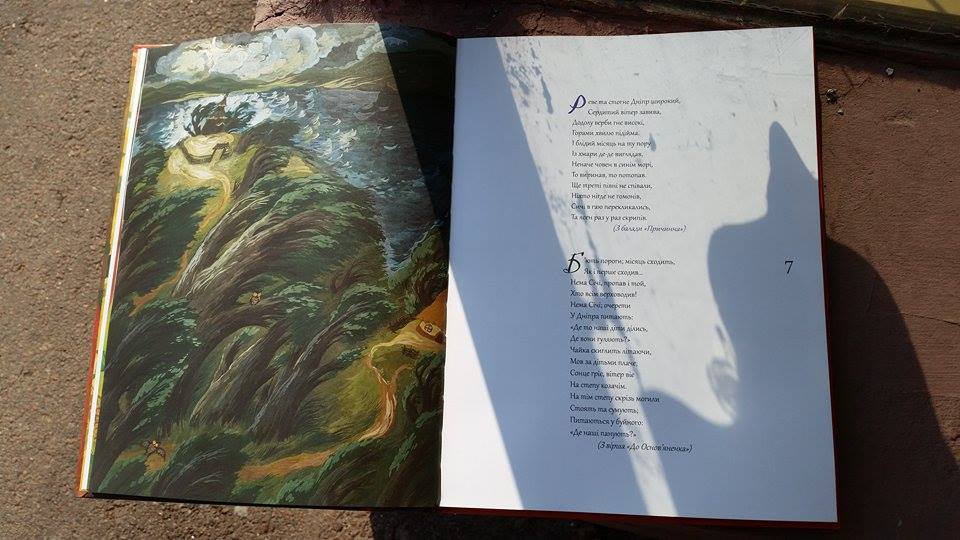 Реве та стогне Дніпр широкий,
Сердитий вітер завива,
Додолу верби гне високі,
Горами хвилю підійма.
І блідий місяць на ту пору
Із хмари де-де виглядав,
Неначе човен в синім морі,
То виринав, то потопав.
Ще треті півні не співали,
Ніхто нігде не гомонів,
Сичі в гаю перекликались,
Та ясен раз у раз скрипів.
(З балади «Причинна»)
Б'ють пороги; місяць сходить,
Як і перше сходив...
Нема Січі, пропав і той,
Хто всім верховодив!
Нема Січі; очерети
У Дніпра питають:
«Де то наші діти ділись,
Де вони гуляють?»
Чайка скиглить літаючи,
Мов за дітьми плаче;
Сонце гріє, вітер віє
На степу козачім.
На тім степу скрізь могили
Стоять та сумують;
Питаються у буйного:
«Де наші панують?»
(З вірша «До Основ'яненка»)
7